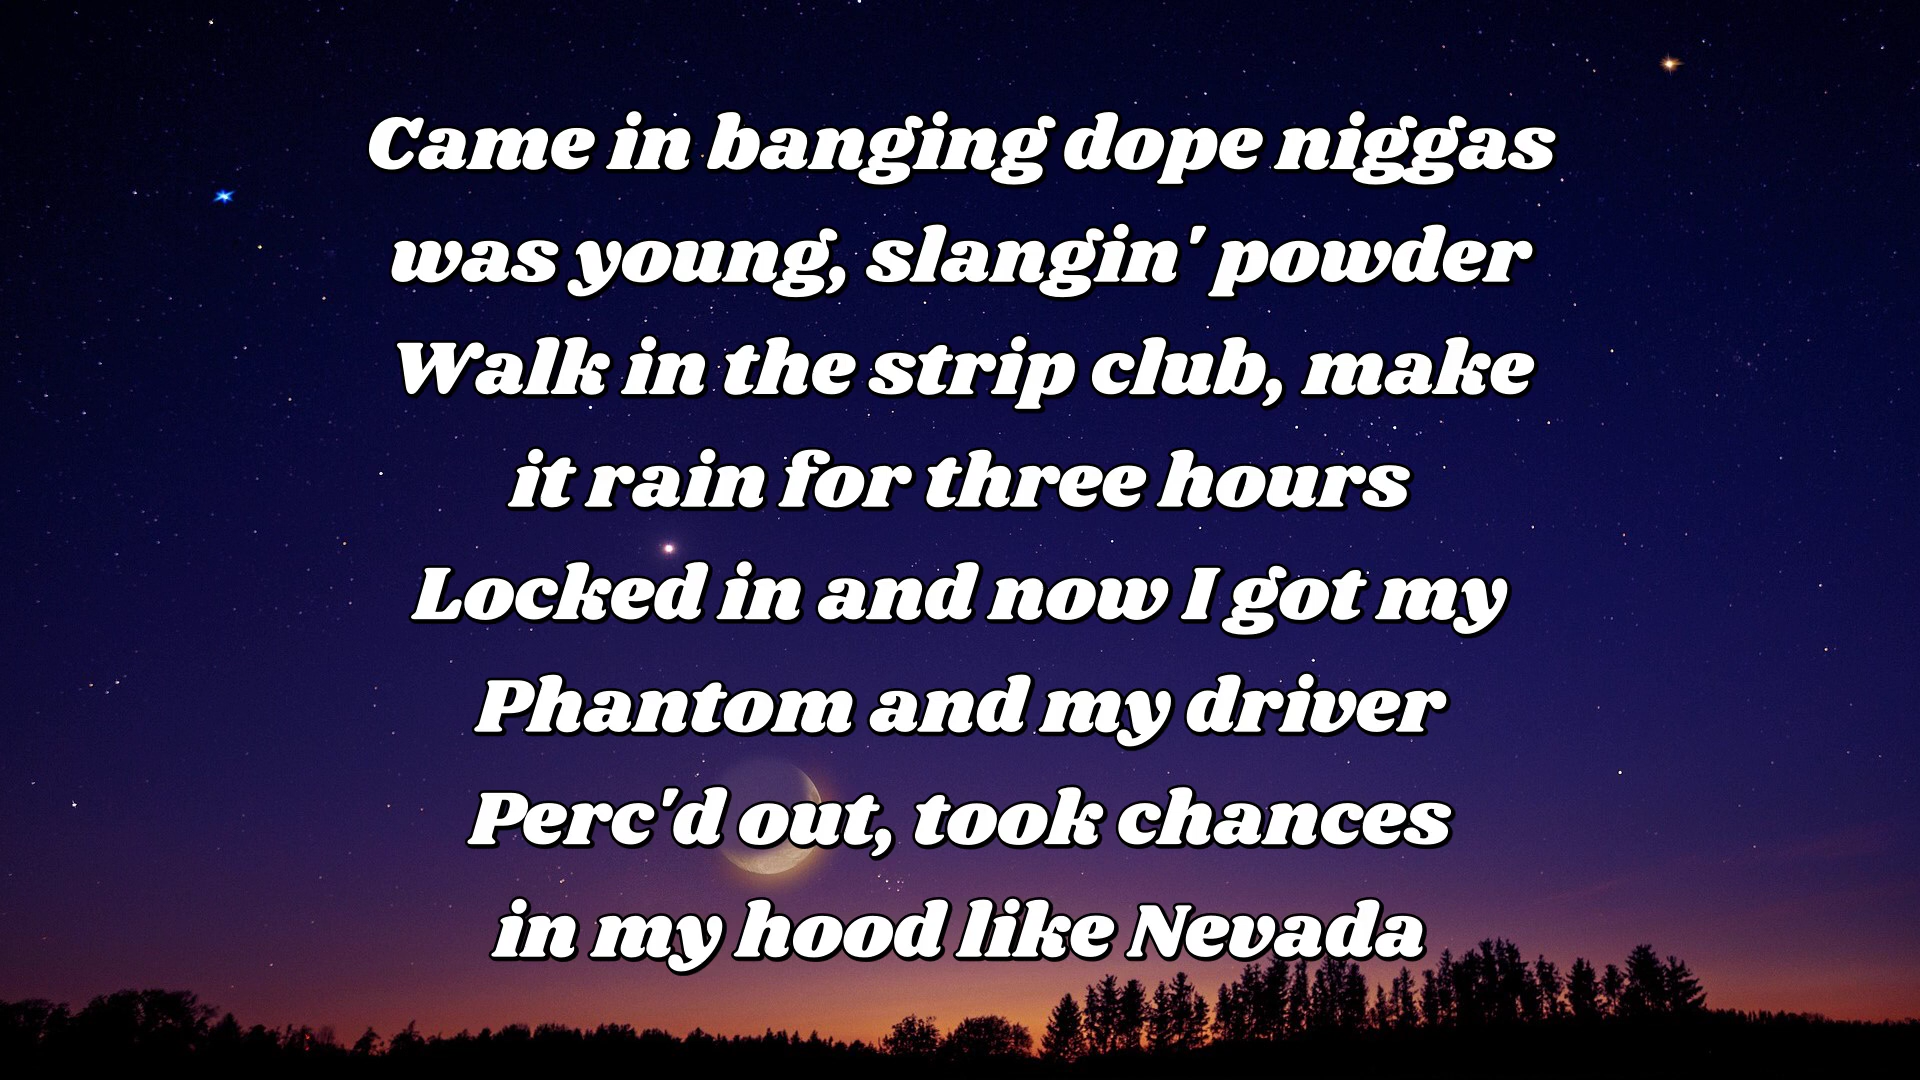 Came in banging dope niggas
was young, slangin' powder
Walk in the strip club, make
it rain for three hours
Locked in and now I got my
Phantom and my driver
Perc'd out, took chances
in my hood like Nevada